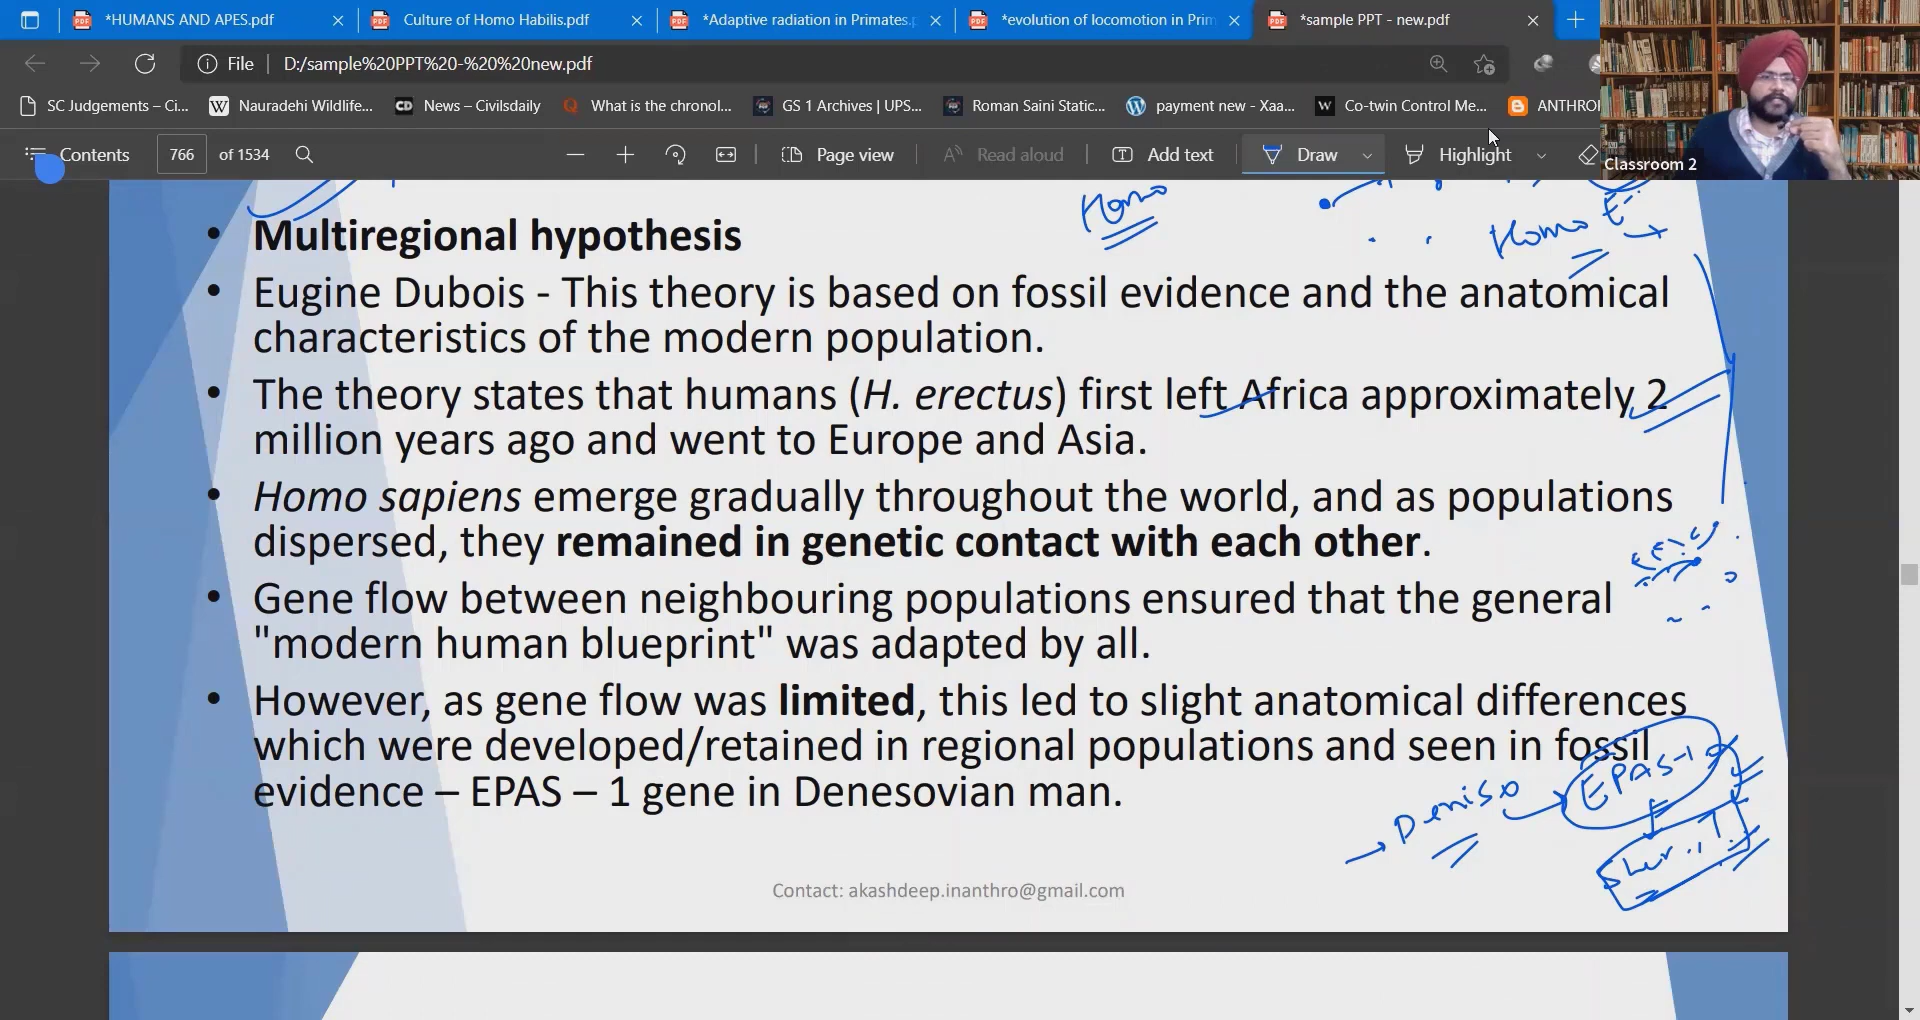 *HUMANS AND APES.pdf
Culture of Homo Habilis.pdf
*Adaptive radiation in Primates.p
*evolution of locomotion in Prim
*sample PPT - new.pdf
File
D:/sample%20PPT%20-%20%20new.pdf
SC Judgements – Ci...
Nauradehi Wildlife...
CD News – Civilsdaily
What is the chronol...
GS 1 Archives | UPS...
Roman Saini Static...
payment new - Xaa...
Co-twin Control Me...
ANTHRO
Contents
766 of 1534
Page view
Read aloud
Add text
Draw
Highlight
Classroom 2
Homo
Homo E
• Multiregional hypothesis
• Eugine Dubois - This theory is based on fossil evidence and the anatomical
characteristics of the modern population.
• The theory states that humans (H. erectus) first left Africa approximately 2
million years ago and went to Europe and Asia.
• Homo sapiens emerge gradually throughout the world, and as populations
dispersed, they remained in genetic contact with each other.
• Gene flow between neighbouring populations ensured that the general
"modern human blueprint" was adapted by all.
• However, as gene flow was limited, this led to slight anatomical differences
which were developed/retained in regional populations and seen in fossil
evidence – EPAS – 1 gene in Denesovian man.
Deniso
EPAS-1
Contact: akashdeep.inanthro@gmail.com